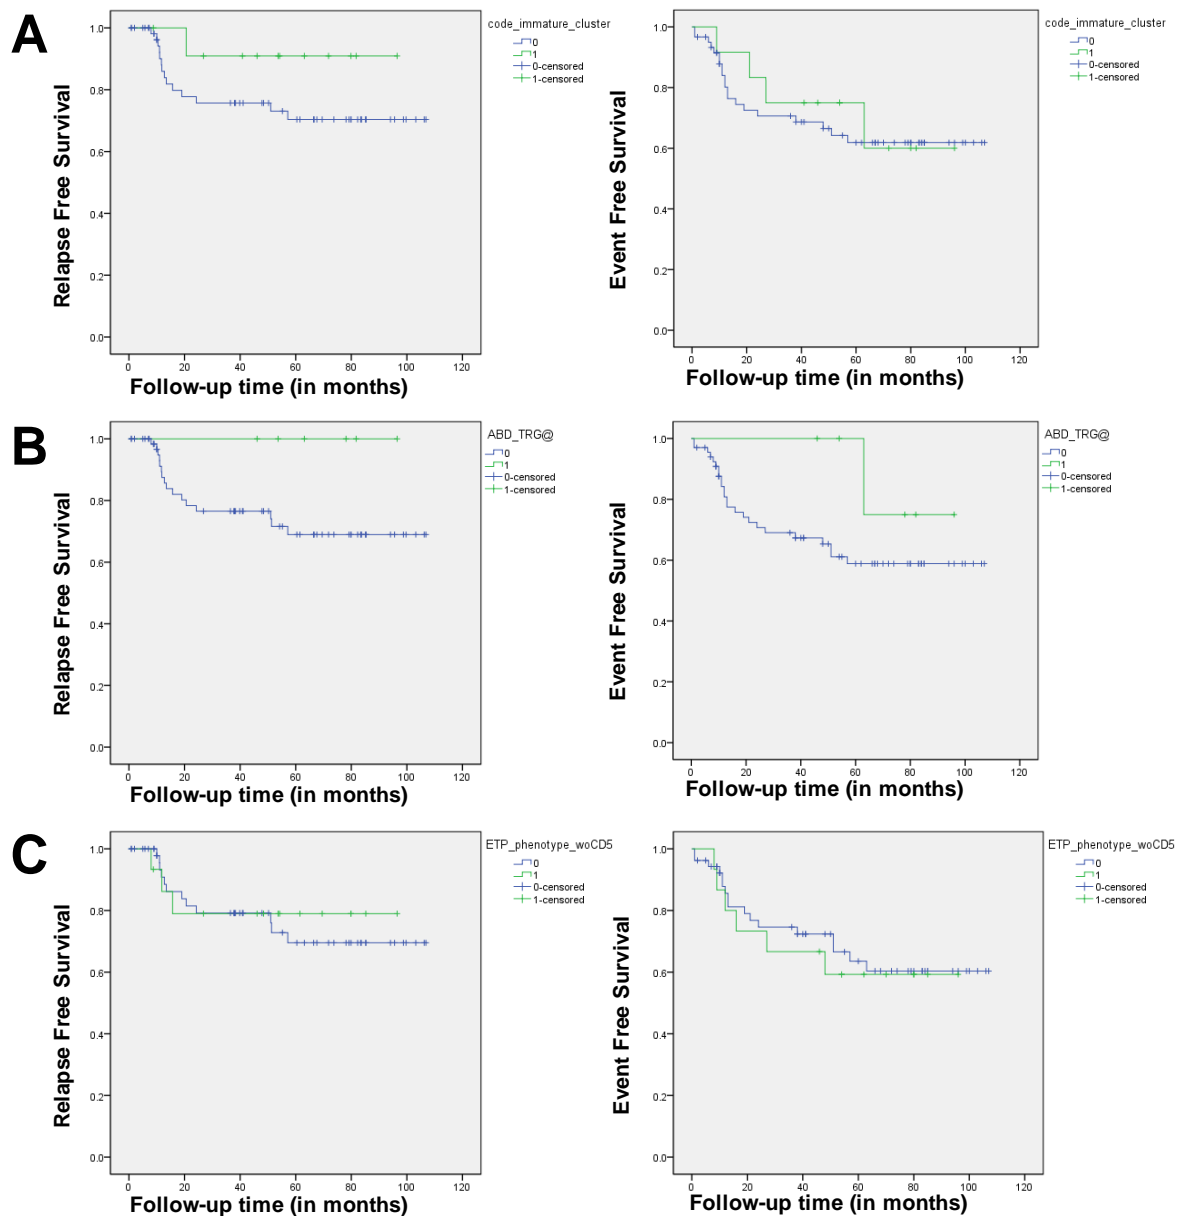 A
Relapse Free Survival
1.0
0.8
0.6
0.4
0.2
0.0
0 20 40 60 80 100 120
Follow-up time (in months)
code_immature_cluster
0
1
0-censored
1-censored
Event Free Survival
1.0
0.8
0.6
0.4
0.2
0.0
0 20 40 60 80 100 120
Follow-up time (in months)
code_immature_cluster
0
1
0-censored
1-censored
B
Relapse Free Survival
1.0
0.8
0.6
0.4
0.2
0.0
0 20 40 60 80 100 120
Follow-up time (in months)
ABD_TRG@
0
1
0-censored
1-censored
Event Free Survival
1.0
0.8
0.6
0.4
0.2
0.0
0 20 40 60 80 100 120
Follow-up time (in months)
ABD_TRG@
0
1
0-censored
1-censored
C
Relapse Free Survival
1.0
0.8
0.6
0.4
0.2
0.0
0 20 40 60 80 100 120
Follow-up time (in months)
ETP_phenotype_woCD5
0
1
0-censored
1-censored
Event Free Survival
1.0
0.8
0.6
0.4
0.2
0.0
0 20 40 60 80 100 120
Follow-up time (in months)
ETP_phenotype_woCD5
0
1
0-censored
1-censored